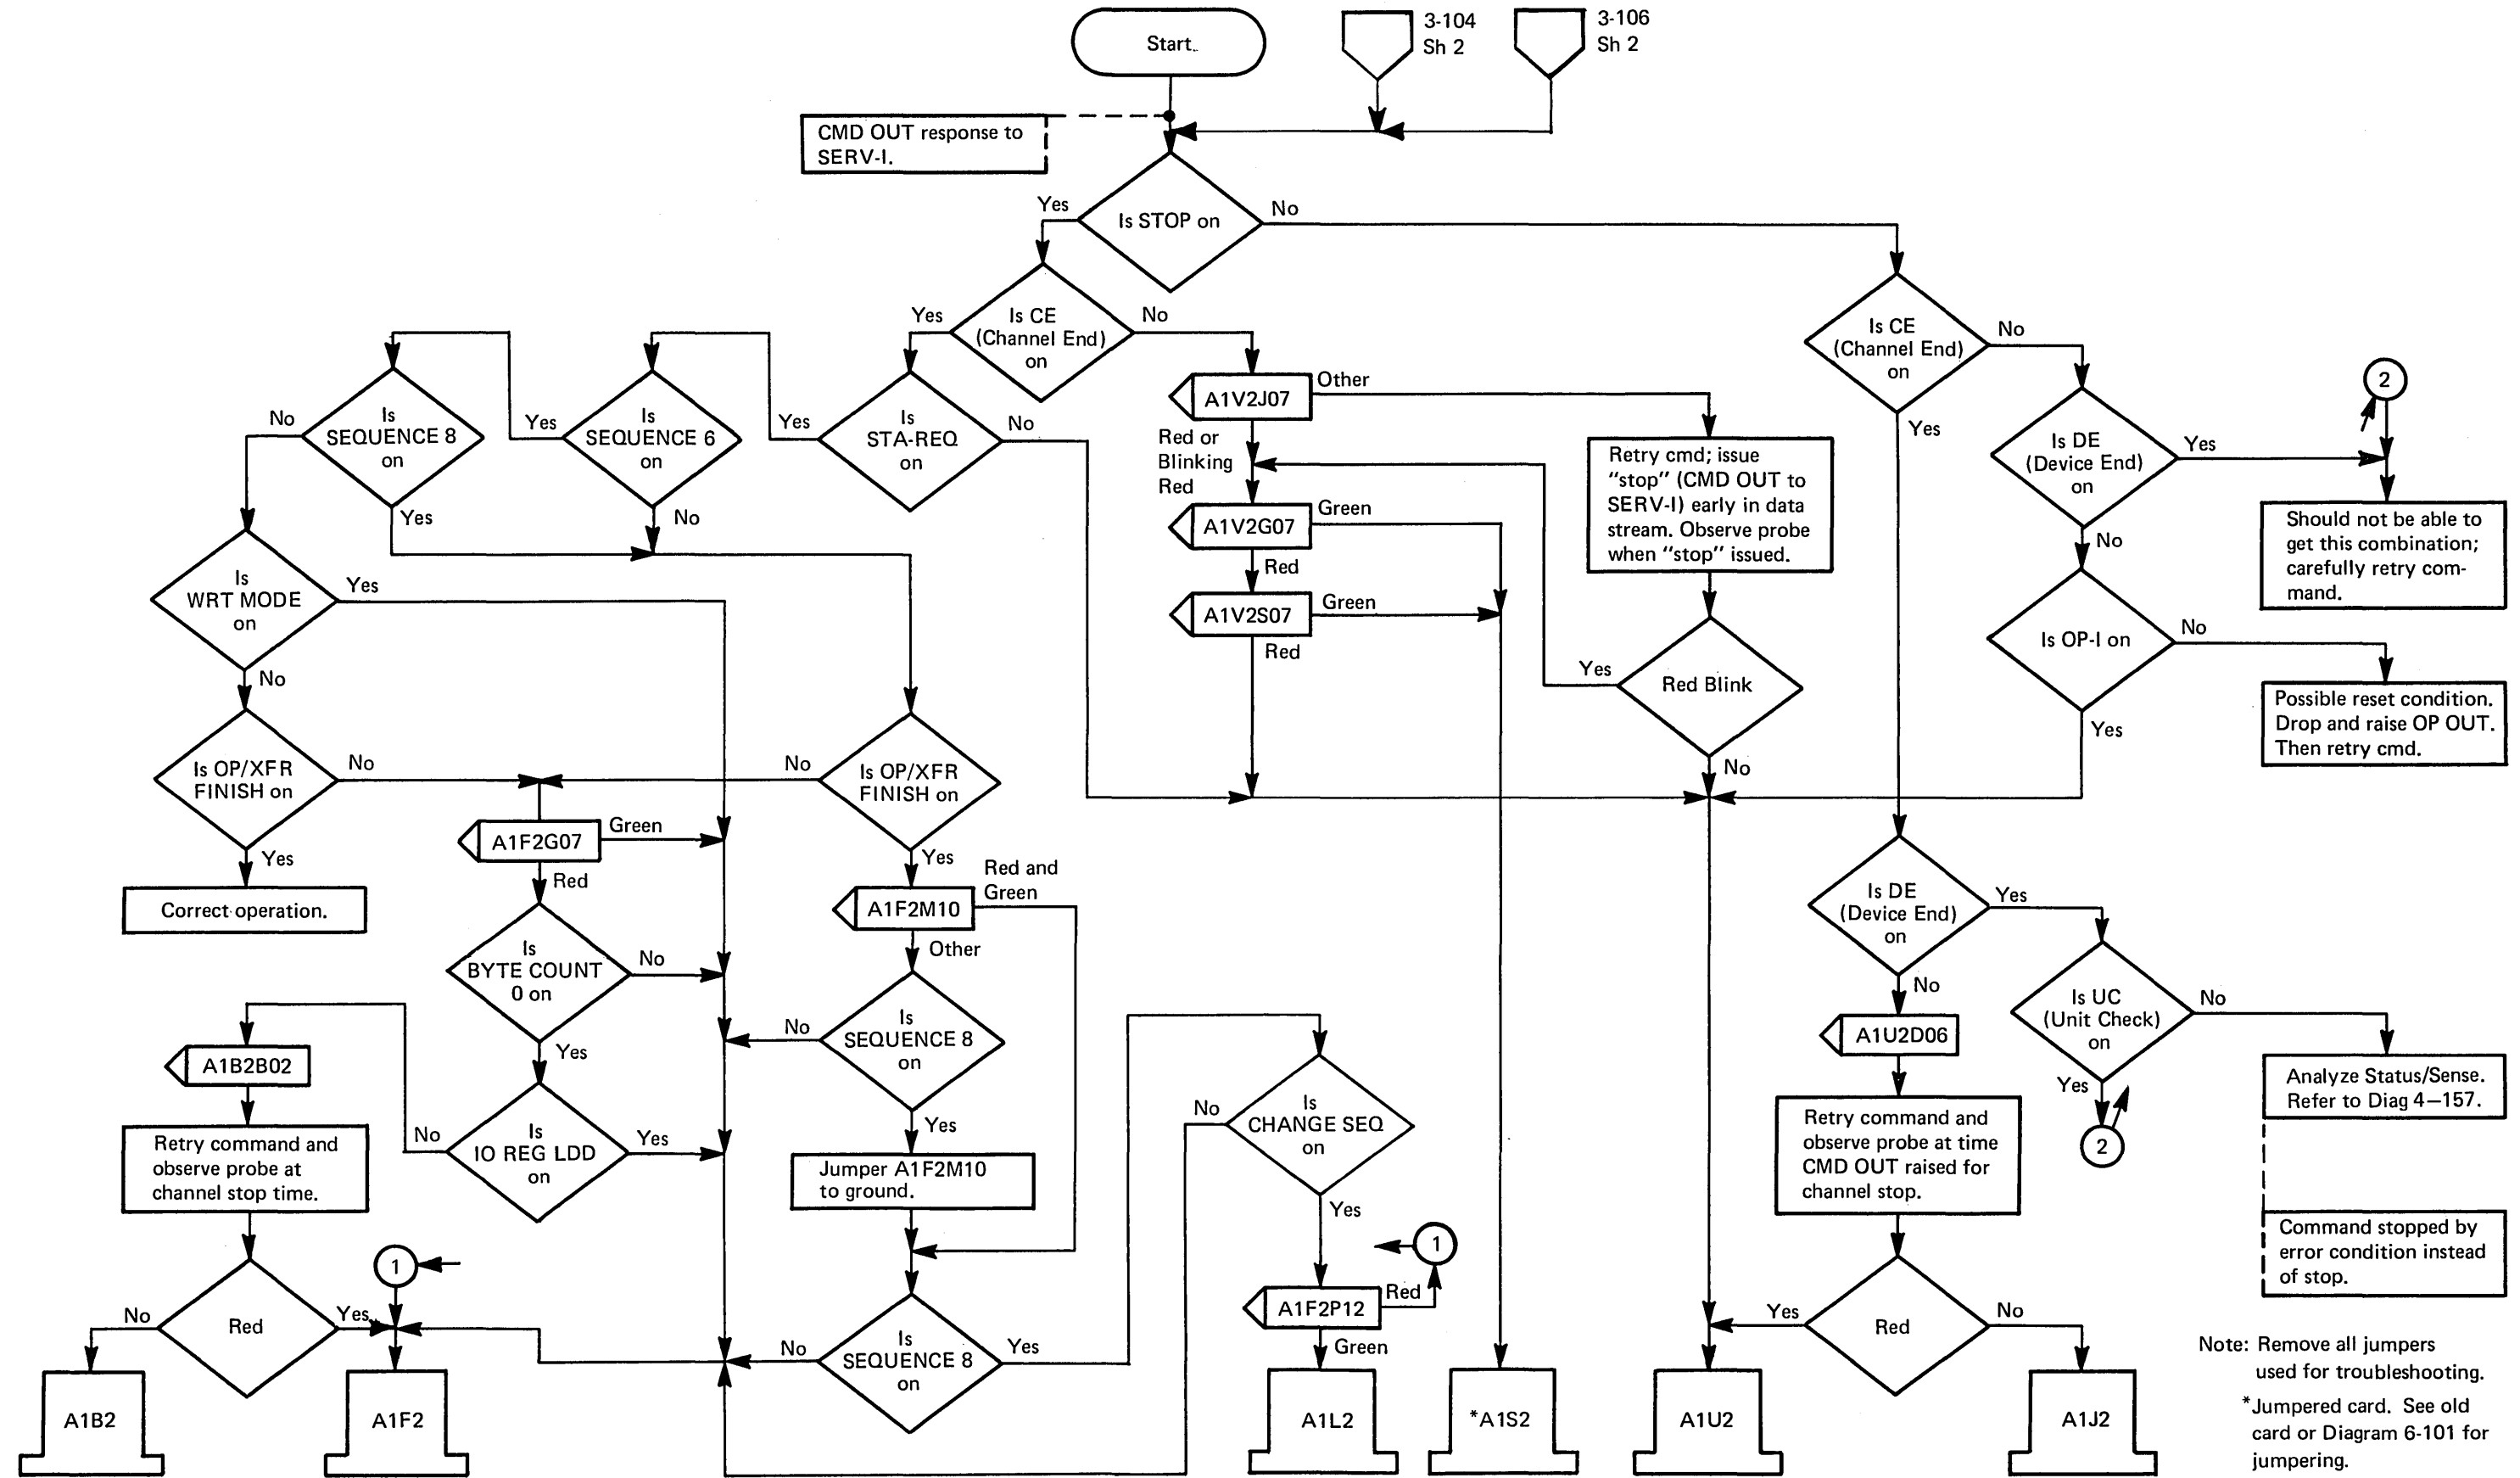 Start
3-104
Sh 2
3-106
Sh 2
CMD OUT response to
SERV-I.
Is STOP on
Yes
No
Is CE
(Channel End)
on
Yes
No
Is CE
(Channel End)
on
No
Yes
Is
SEQUENCE 8
on
No
Yes
Is
SEQUENCE 6
on
Yes
No
Is
STA-REQ
on
Yes
No
A1V2J07
Other
Red or
Blinking
Red
A1V2G07
Green
Red
A1V2S07
Green
Red
Retry cmd; issue
“stop” (CMD OUT to
SERV-I) early in data
stream. Observe probe
when “stop” issued.
Red Blink
Yes
No
Is DE
(Device End)
on
Yes
No
2
Should not be able to
get this combination;
carefully retry com-
mand.
Is OP-I on
No
Yes
Possible reset condition.
Drop and raise OP OUT.
Then retry cmd.
Is
WRT MODE
on
Yes
No
Is OP/XFR
FINISH on
No
Yes
Correct operation.
Is OP/XFR
FINISH on
No
Yes
A1F2G07
Green
Red
Is
BYTE COUNT
0 on
No
Yes
Is
IO REG LDD
on
No
Yes
A1B2B02
Retry command and
observe probe at
channel stop time.
Red
No
Yes
1
A1F2M10
Red and
Green
Other
Is
SEQUENCE 8
on
No
Yes
Jumper A1F2M10
to ground.
Is
SEQUENCE 8
on
No
Yes
Is
CHANGE SEQ
on
No
Yes
1
A1F2P12
Red
Green
Is DE
(Device End)
on
Yes
No
A1U2D06
Retry command and
observe probe at time
CMD OUT raised for
channel stop.
Red
Yes
No
Is UC
(Unit Check)
on
No
Yes
2
Analyze Status/Sense.
Refer to Diag 4–157.
Command stopped by
error condition instead
of stop.
A1B2
A1F2
A1L2
*A1S2
A1U2
A1J2
Note: Remove all jumpers
used for troubleshooting.
*Jumpered card. See old
card or Diagram 6-101 for
jumpering.